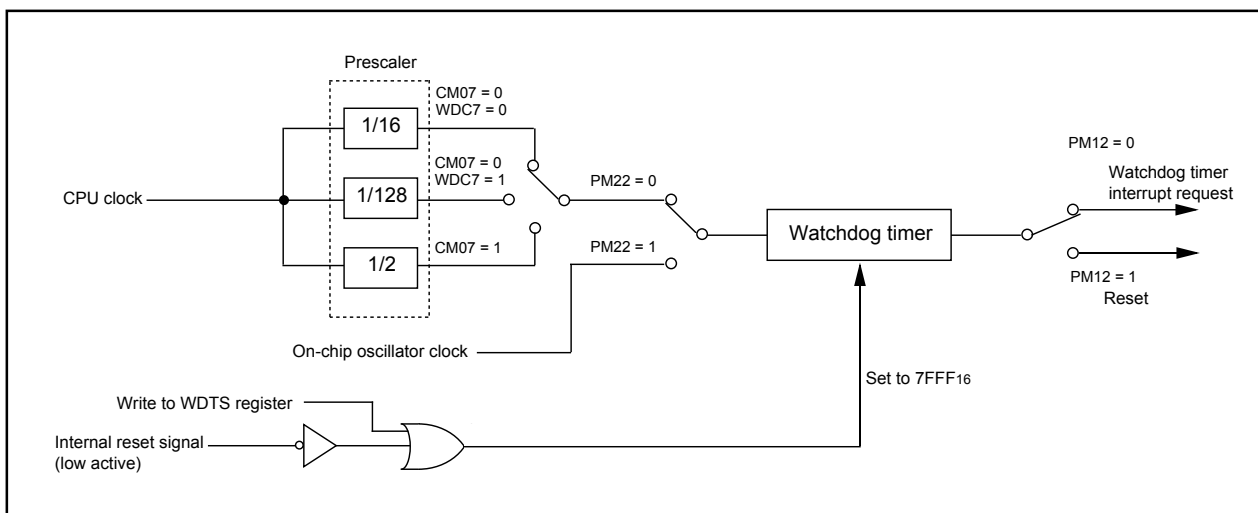 Prescaler
CM07 = 0
WDC7 = 0
1/16
PM12 = 0
CM07 = 0
WDC7 = 1
Watchdog timer
interrupt request
PM22 = 0
CPU clock
1/128
Watchdog timer
CM07 = 1
PM22 = 1
1/2
PM12 = 1
Reset
On-chip oscillator clock
Set to 7FFF16
Write to WDTS register
Internal reset signal
(low active)